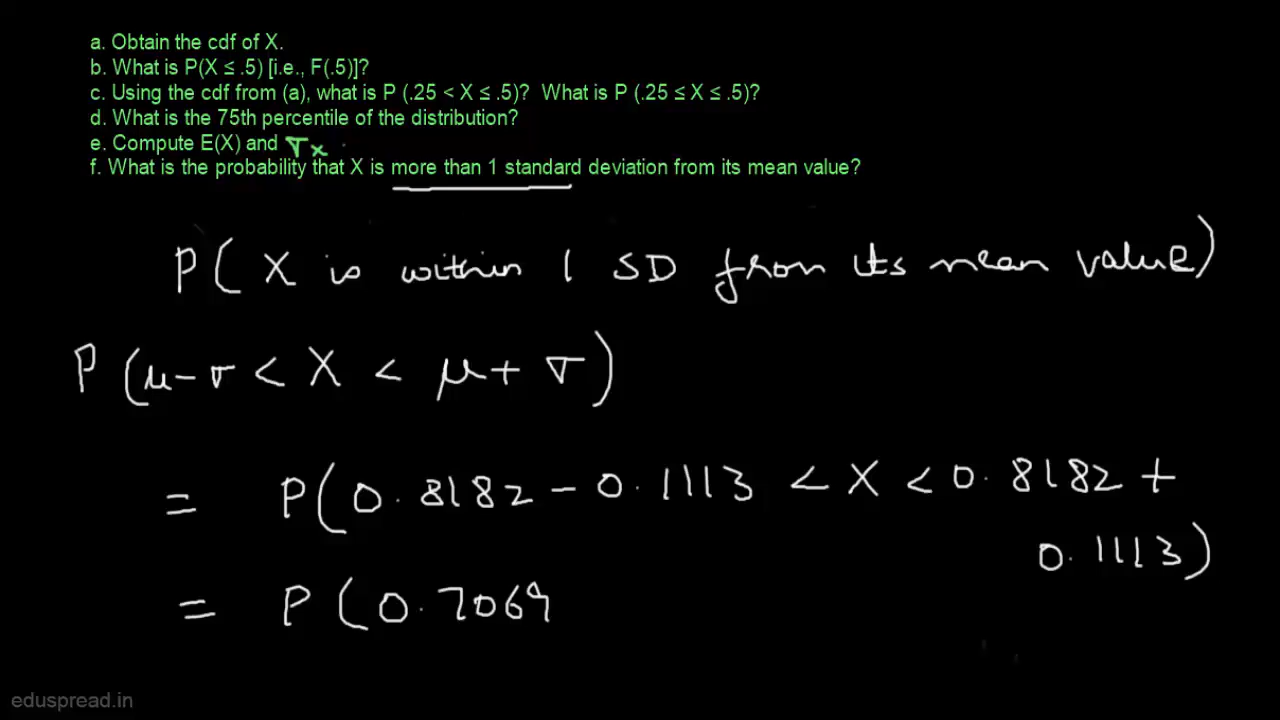 a. Obtain the cdf of X.
b. What is P(X ≤ .5) [i.e., F(.5)]?
c. Using the cdf from (a), what is P (.25 < X ≤ .5)? What is P (.25 ≤ X ≤ .5)?
d. What is the 75th percentile of the distribution?
e. Compute E(X) and σx
f. What is the probability that X is more than 1 standard deviation from its mean value?
P( X is within 1 SD from its mean value)
P (μ-σ < X < μ + σ)
= P(0.8182 - 0.1113 < X < 0.8182 +
0.1113)
= P (0.7069
eduspread.in